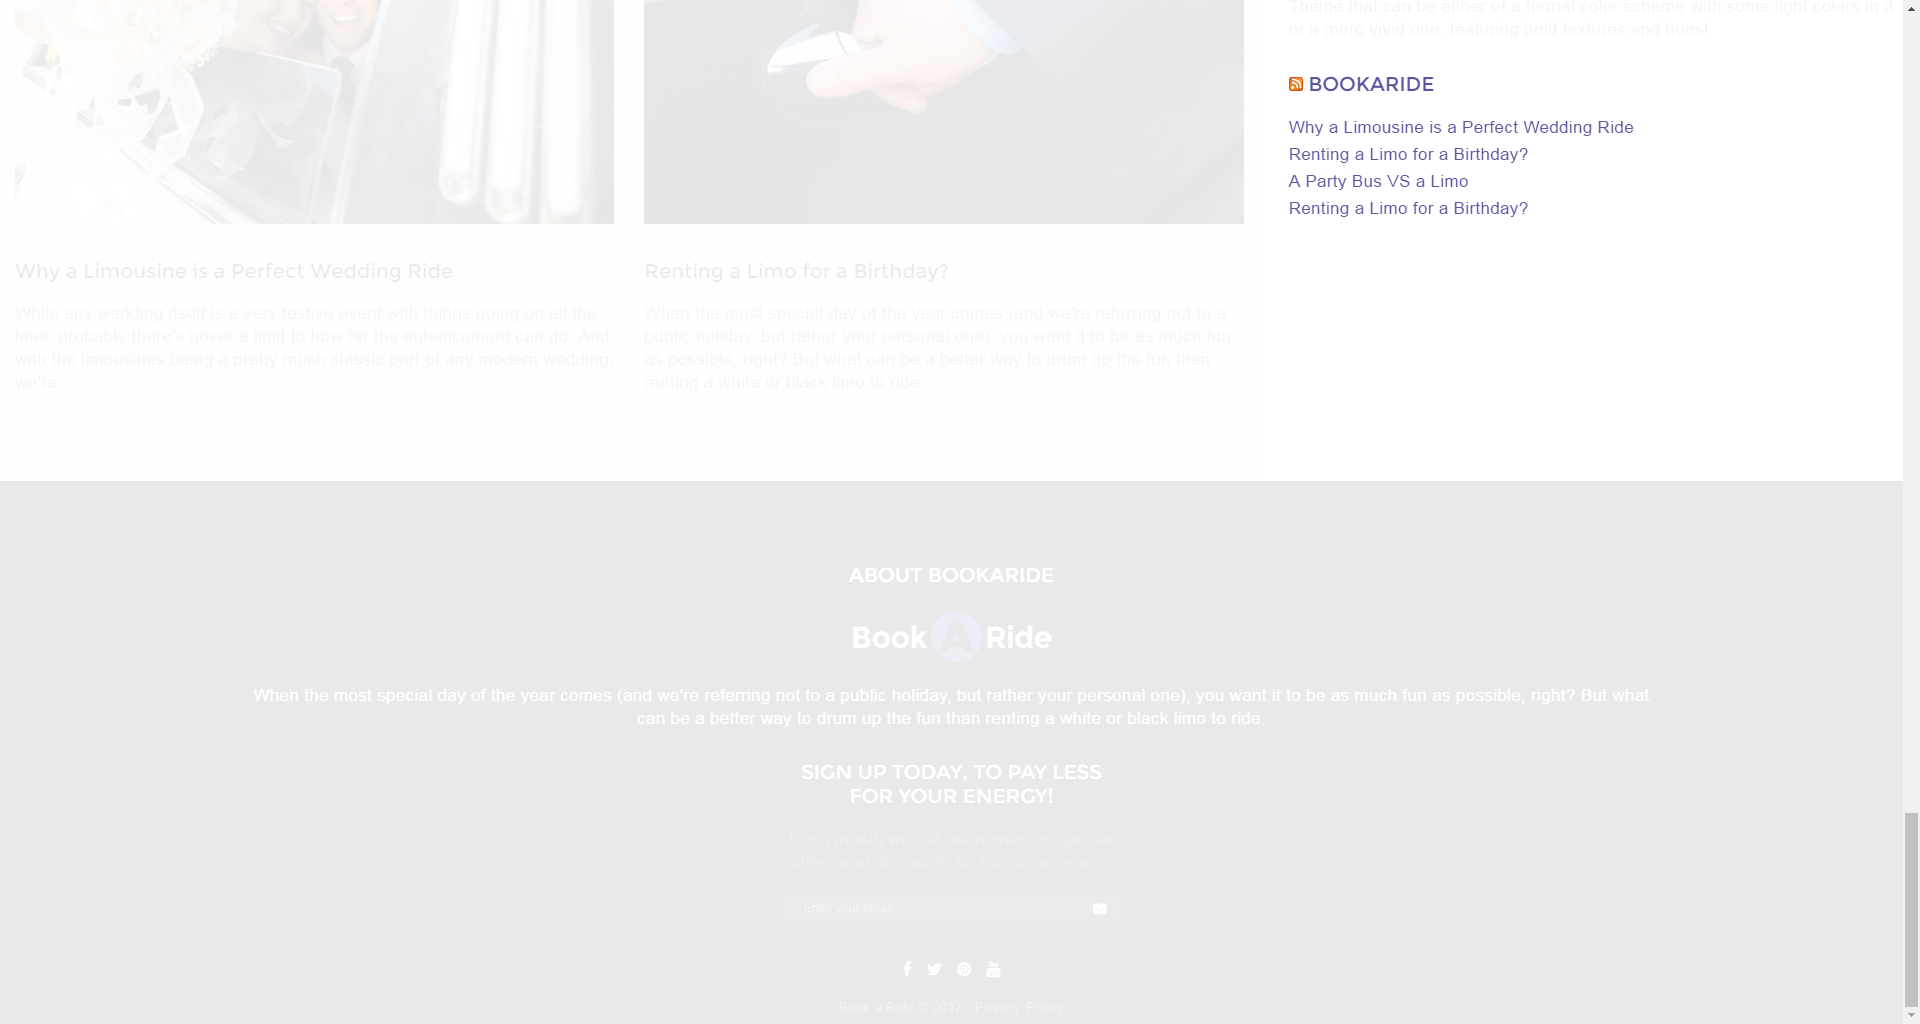 Theme that can be either of a formal color scheme with some light colors in it
or a more vivid one, featuring bold textures and hues!
BOOKARIDE
Why a Limousine is a Perfect Wedding Ride
Renting a Limo for a Birthday?
A Party Bus VS a Limo
Renting a Limo for a Birthday?
Why a Limousine is a Perfect Wedding Ride
While any wedding itself is a very festive event with things going on all the
time, probably there's never a limit to how far the enhancement can go. And
with the limousines being a pretty much classic part of any modern wedding,
we're...
Renting a Limo for a Birthday?
When the most special day of the year comes (and we're referring not to a
public holiday, but rather your personal one), you want it to be as much fun
as possible, right? But what can be a better way to drum up the fun than
renting a white or black limo to ride.
ABOUT BOOKARIDE
Book A Ride
When the most special day of the year comes (and we're referring not to a public holiday, but rather your personal one), you want it to be as much fun as possible, right? But what
can be a better way to drum up the fun than renting a white or black limo to ride.
SIGN UP TODAY, TO PAY LESS
FOR YOUR ENERGY!
Each month we roll out numerous special
offers and discounts for our solar panels.
Enter your email
Book a Ride © 2017 Privacy Policy